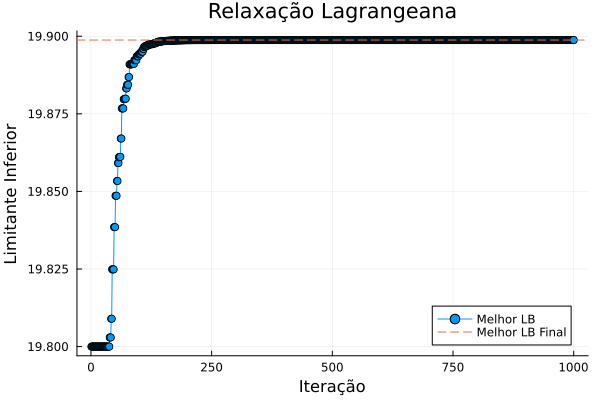 Relaxação Lagrangeana
Limitante Inferior
19.900
19.875
19.850
19.825
19.800
0 250 500 750 1000
Iteração
Melhor LB
Melhor LB Final